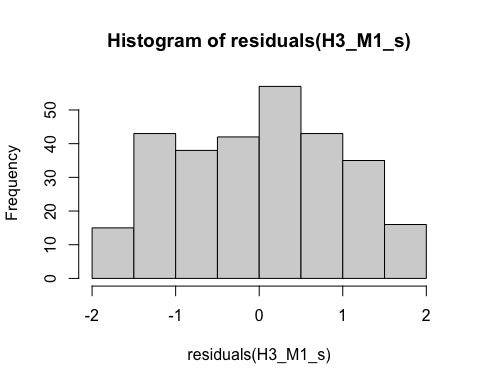 Histogram of residuals(H3_M1_s)
Frequency
50
40
30
20
10
0
-2 -1 0 1 2
residuals(H3_M1_s)